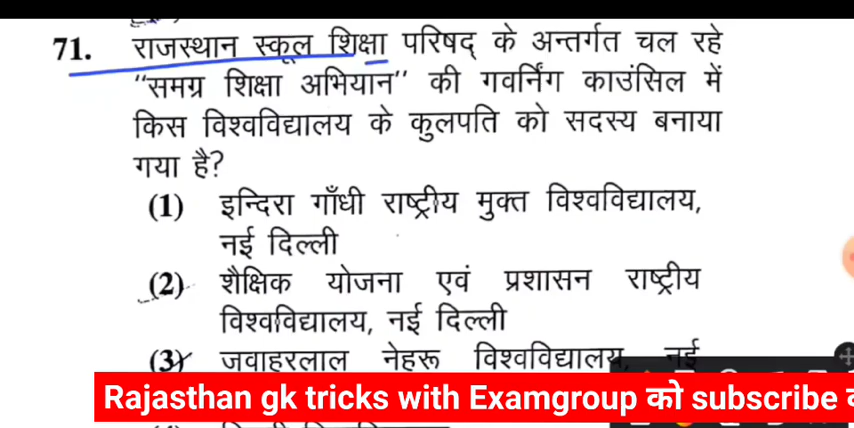 71. राजस्थान स्कूल शिक्षा परिषद् के अन्तर्गत चल रहे
"समग्र शिक्षा अभियान" की गवर्निंग काउंसिल में
किस विश्वविद्यालय के कुलपति को सदस्य बनाया
गया है?
(1) इन्दिरा गाँधी राष्ट्रीय मुक्त विश्वविद्यालय,
नई दिल्ली
(2) शैक्षिक योजना एवं प्रशासन राष्ट्रीय
विश्वविद्यालय, नई दिल्ली
(3) जवाहरलाल नेहरू विश्वविद्यालय, नई
Rajasthan gk tricks with Examgroup को subscribe